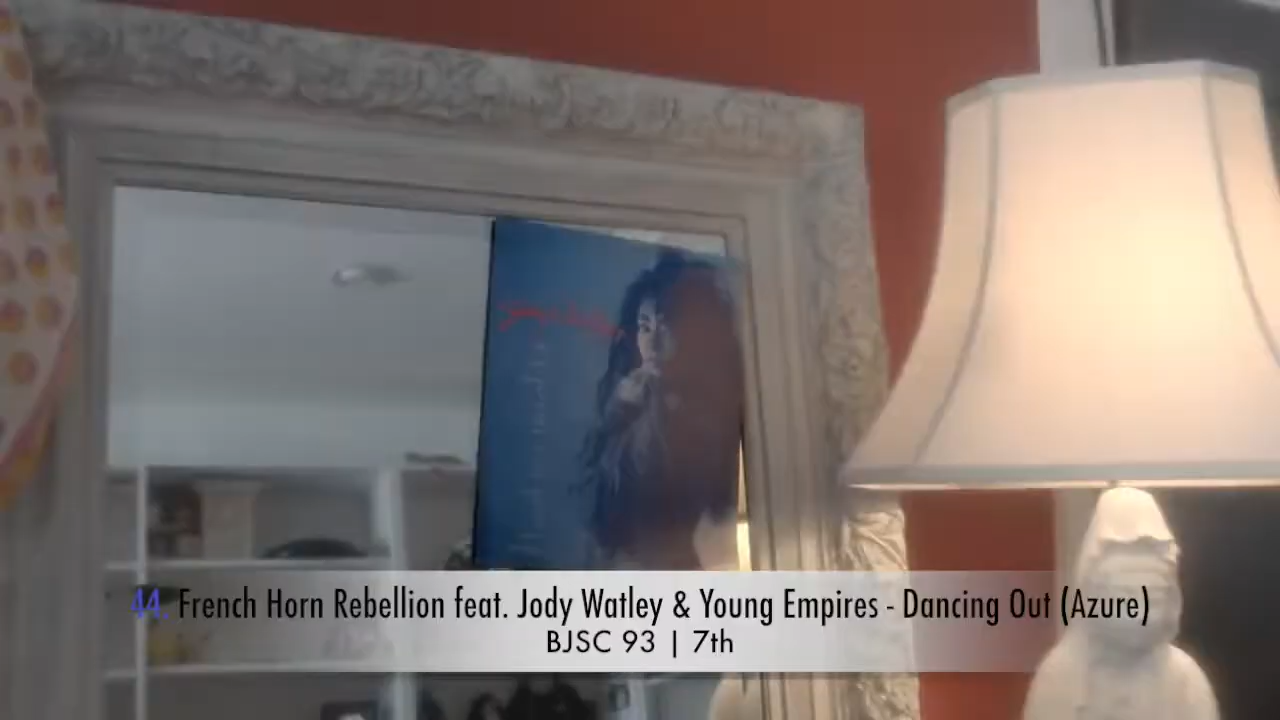 44. French Horn Rebellion feat. Jody Watley & Young Empires - Dancing Out (Azure)
BJSC 93 | 7th